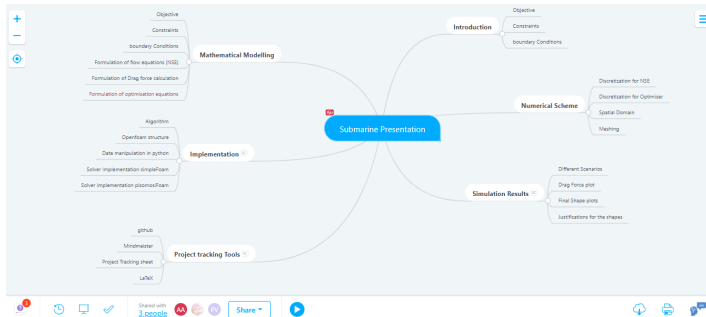 Submarine Presentation
AA
Introduction
Objective
Constraints
boundary Conditions
Numerical Scheme
Discretization for NSE
Discretization for Optimiser
Spatial Domain
Meshing
Simulation Results
Different Scenarios
Drag Force plot
Final Shape plots
Justifications for the shapes
Mathematical Modelling
Objective
Constraints
boundary Conditions
Formulation of flow equations (NSE)
Formulation of Drag force calculation
Formulation of optimisation equations
Implementation
Algorithm
Openfoam structure
Data manipulation in python
Solver implementation simpleFoam
Project tracking Tools
github
Mindmeister
Project Tracking sheet
LaTeX
1
Shared with
3 people
AA
PV
Share